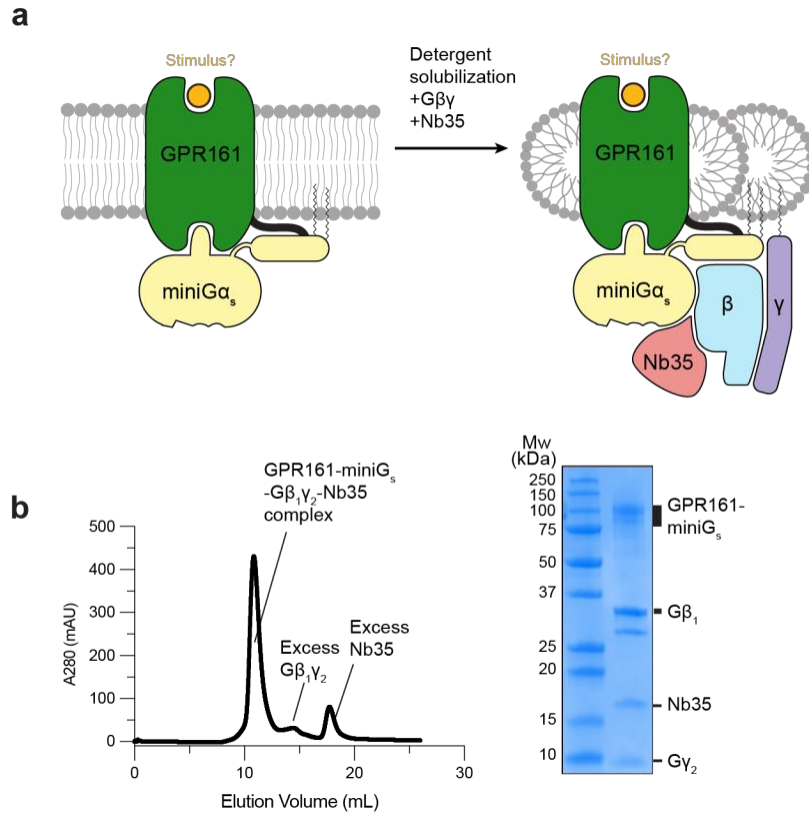 a
Stimulus?
GPR161
miniGαs
Detergent
solubilization
+Gβγ
+Nb35
Stimulus?
GPR161
miniGαs
β
γ
Nb35
b
GPR161-miniGs
-Gβ1γ2-Nb35
complex
Excess
Gβ1γ2
Excess
Nb35
500
400
300
200
100
0
A280 (mAU)
0
10
20
30
Elution Volume (mL)
Mw
(kDa)
250
150
100
75
50
37
25
20
15
10
GPR161-
miniGs
Gβ1
Nb35
Gγ2